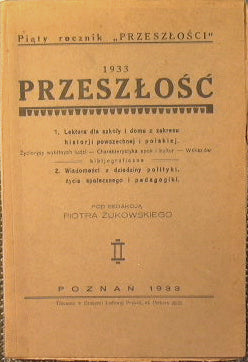 Piąty rocznik „PRZESZŁOŚCI"
1933
PRZESZŁOŚĆ
1. Lektura dla szkoły i domu z zakresu
historji powszechnej i polskiej.
Życiorysy wybitnych ludzi — Charakterystyka epok i kultur —
bibljograficzne
2. Wiadomości z dziedziny polityki,
życia społecznego i pedagogiki.
POD REDAKCJĄ
PIOTRA ŻUKOWSKIEGO
POZNAŃ 1933